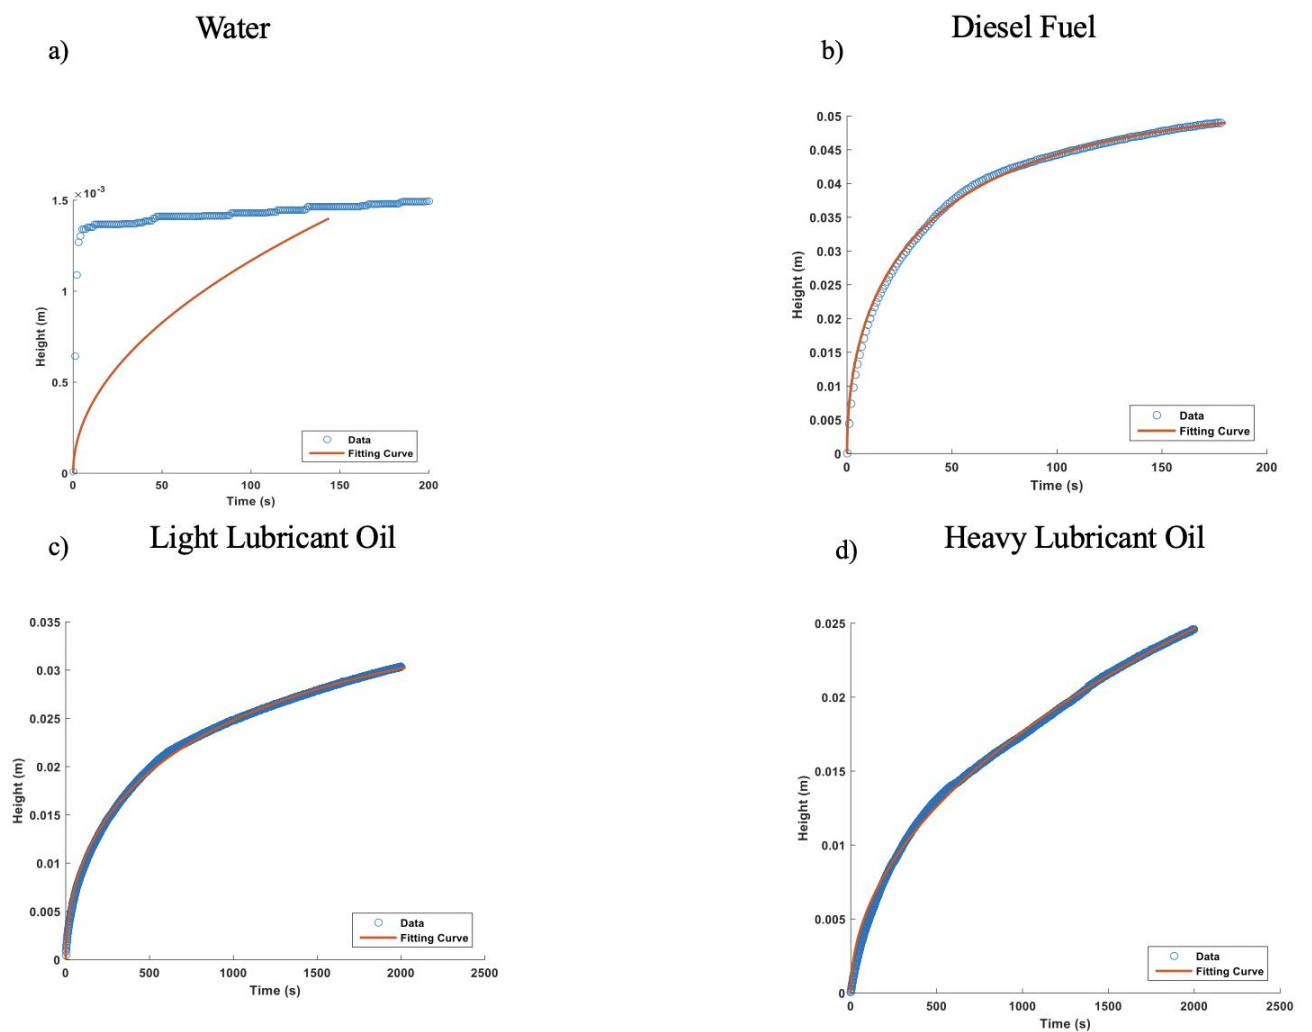 Water
a)
×10-3
1.5
1
0.5
0
0 50 100 150 200
Height (m)
Time (s)
Data
Fitting Curve
Diesel Fuel
b)
0.05
0.045
0.04
0.035
0.03
0.025
0.02
0.015
0.01
0.005
0
0 50 100 150 200
Height (m)
Time (s)
Data
Fitting Curve
Light Lubricant Oil
c)
0.035
0.03
0.025
0.02
0.015
0.01
0.005
0
0 500 1000 1500 2000 2500
Height (m)
Time (s)
Data
Fitting Curve
Heavy Lubricant Oil
d)
0.025
0.02
0.015
0.01
0.005
0
0 500 1000 1500 2000 2500
Height (m)
Time (s)
Data
Fitting Curve